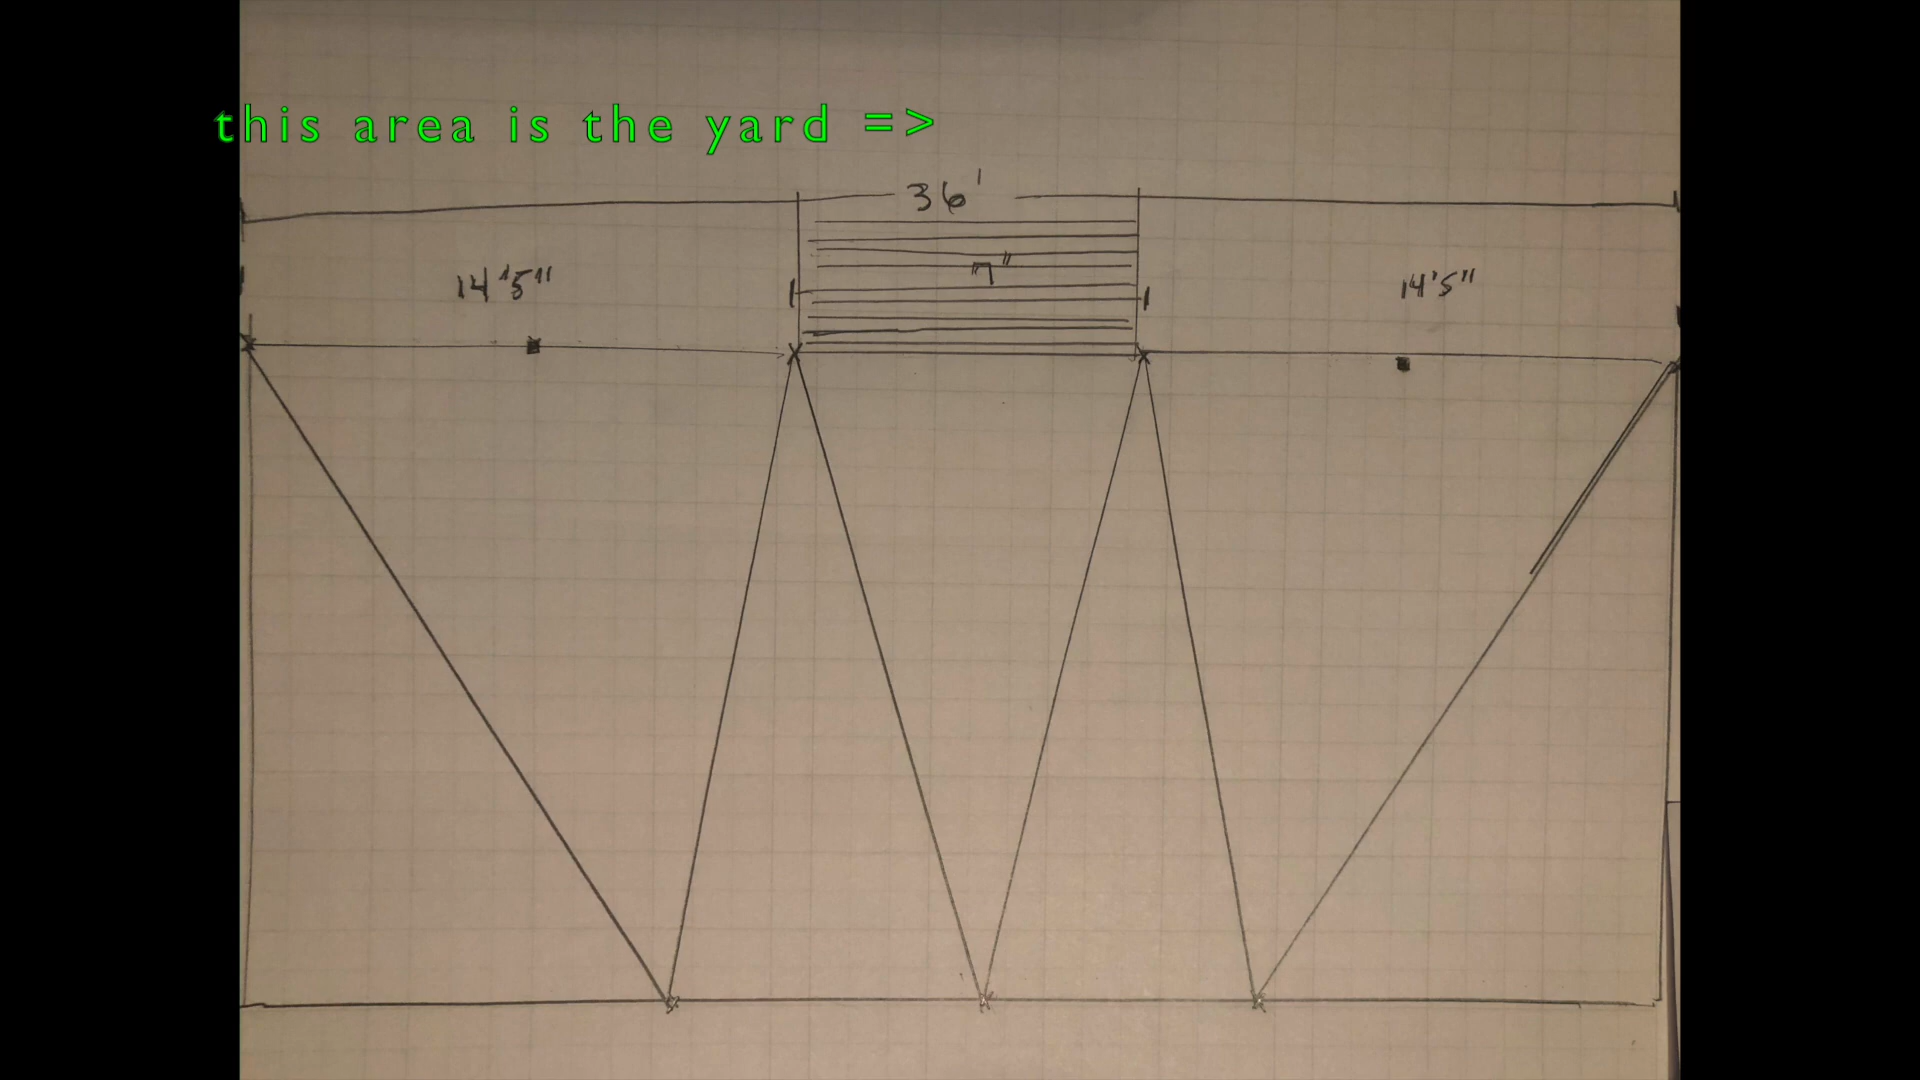 this area is the yard =>
36'
14'5" 7" 14'5"